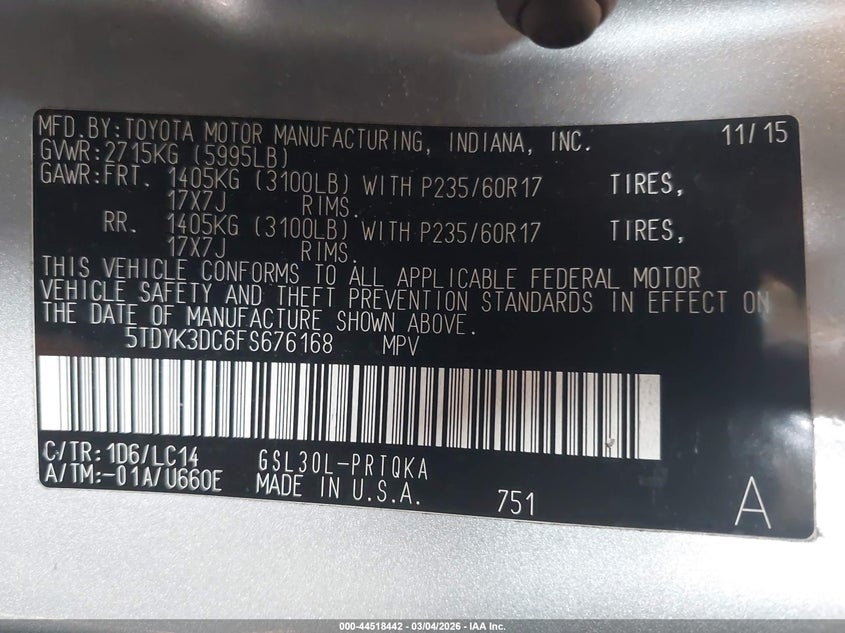 MFD.BY:TOYOTA MOTOR MANUFACTURING, INDIANA, INC. 11/15
GVWR:2715KG (5995LB)
GAWR:FRT. 1405KG (3100LB) WITH P235/60R17 TIRES,
17X7J RIMS.
RR. 1405KG (3100LB) WITH P235/60R17 TIRES,
17X7J RIMS.
THIS VEHICLE CONFORMS TO ALL APPLICABLE FEDERAL MOTOR
VEHICLE SAFETY AND THEFT PREVENTION STANDARDS IN EFFECT ON
THE DATE OF MANUFACTURE SHOWN ABOVE.
5TDYK3DC6FS676168 MPV
C/TR:1D6/LC14 GSL30L-PRTQKA
A/TM:-01A/U660E MADE IN U.S.A. 751 A
000-44518442 - 03/04/2026 - IAA Inc.